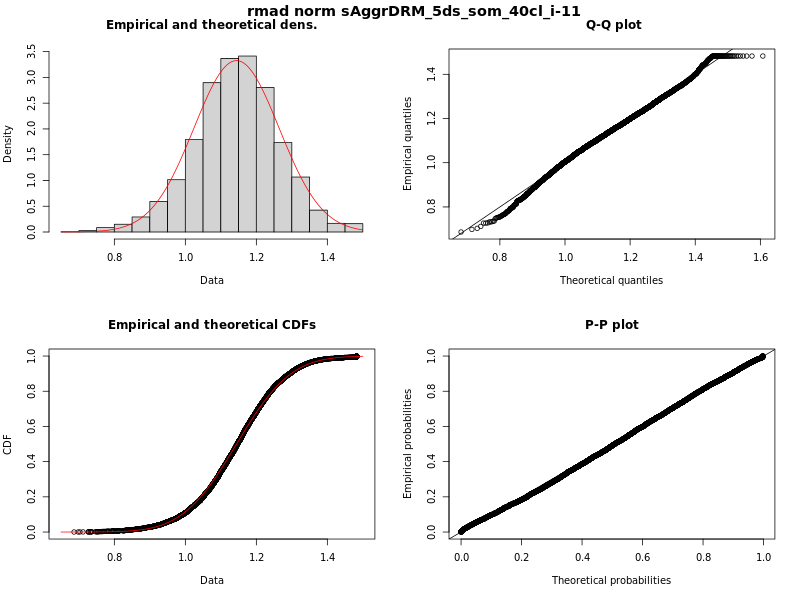 rmad norm sAggrDRM_5ds_som_40cl_i-11
Empirical and theoretical dens.
Density
0.0 0.5 1.0 1.5 2.0 2.5 3.0 3.5
0.8 1.0 1.2 1.4
Data
Q-Q plot
Empirical quantiles
0.8 1.0 1.2 1.4
0.8 1.0 1.2 1.4 1.6
Theoretical quantiles
Empirical and theoretical CDFs
CDF
0.0 0.2 0.4 0.6 0.8 1.0
0.8 1.0 1.2 1.4
Data
P-P plot
Empirical probabilities
0.0 0.2 0.4 0.6 0.8 1.0
0.0 0.2 0.4 0.6 0.8 1.0
Theoretical probabilities